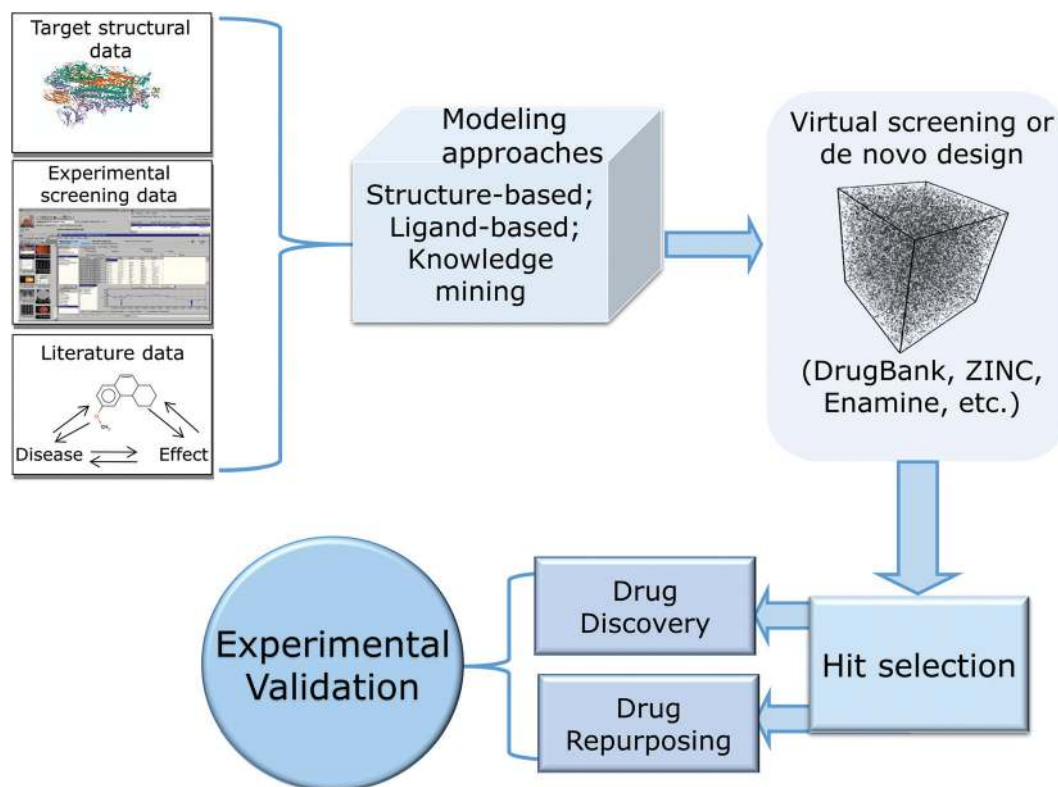 Target structural
data
Experimental
screening data
Literature data
Disease
Effect
Modeling
approaches
Structure-based;
Ligand-based;
Knowledge
mining
Virtual screening or
de novo design
(DrugBank, ZINC,
Enamine, etc.)
Hit selection
Drug
Discovery
Drug
Repurposing
Experimental
Validation